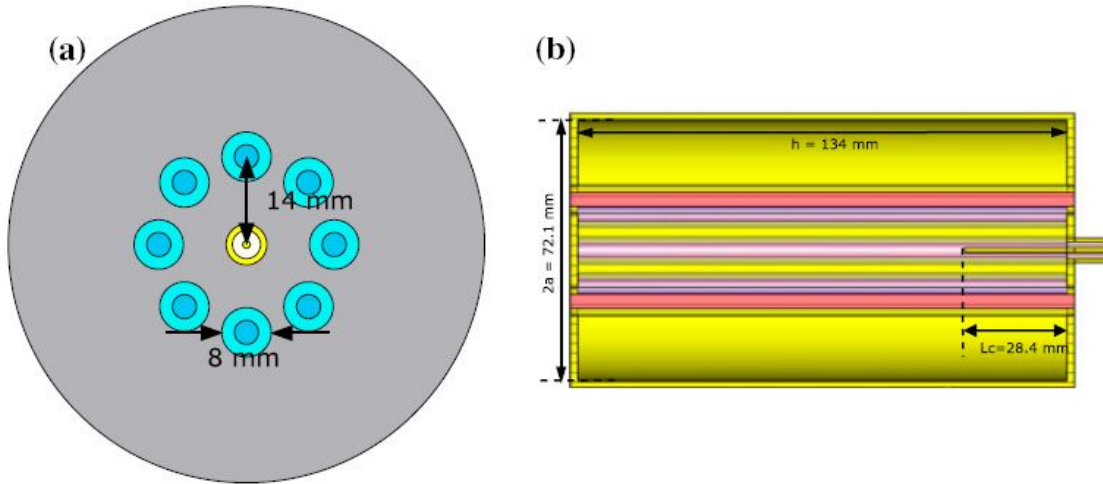 (a)
14 mm
8 mm
(b)
h = 134 mm
2a = 72.1 mm
Lc=28.4 mm